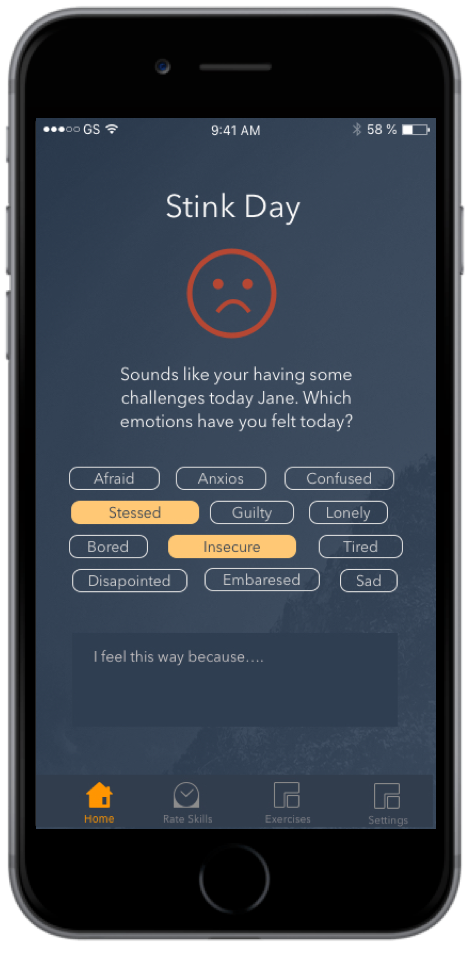 GS 9:41 AM 58 %
Stink Day
Sounds like your having some
challenges today Jane. Which
emotions have you felt today?
Afraid Anxios Confused
Stessed Guilty Lonely
Bored Insecure Tired
Disapointed Embaresed Sad
I feel this way because....
Home Rate Skills Exercises Settings